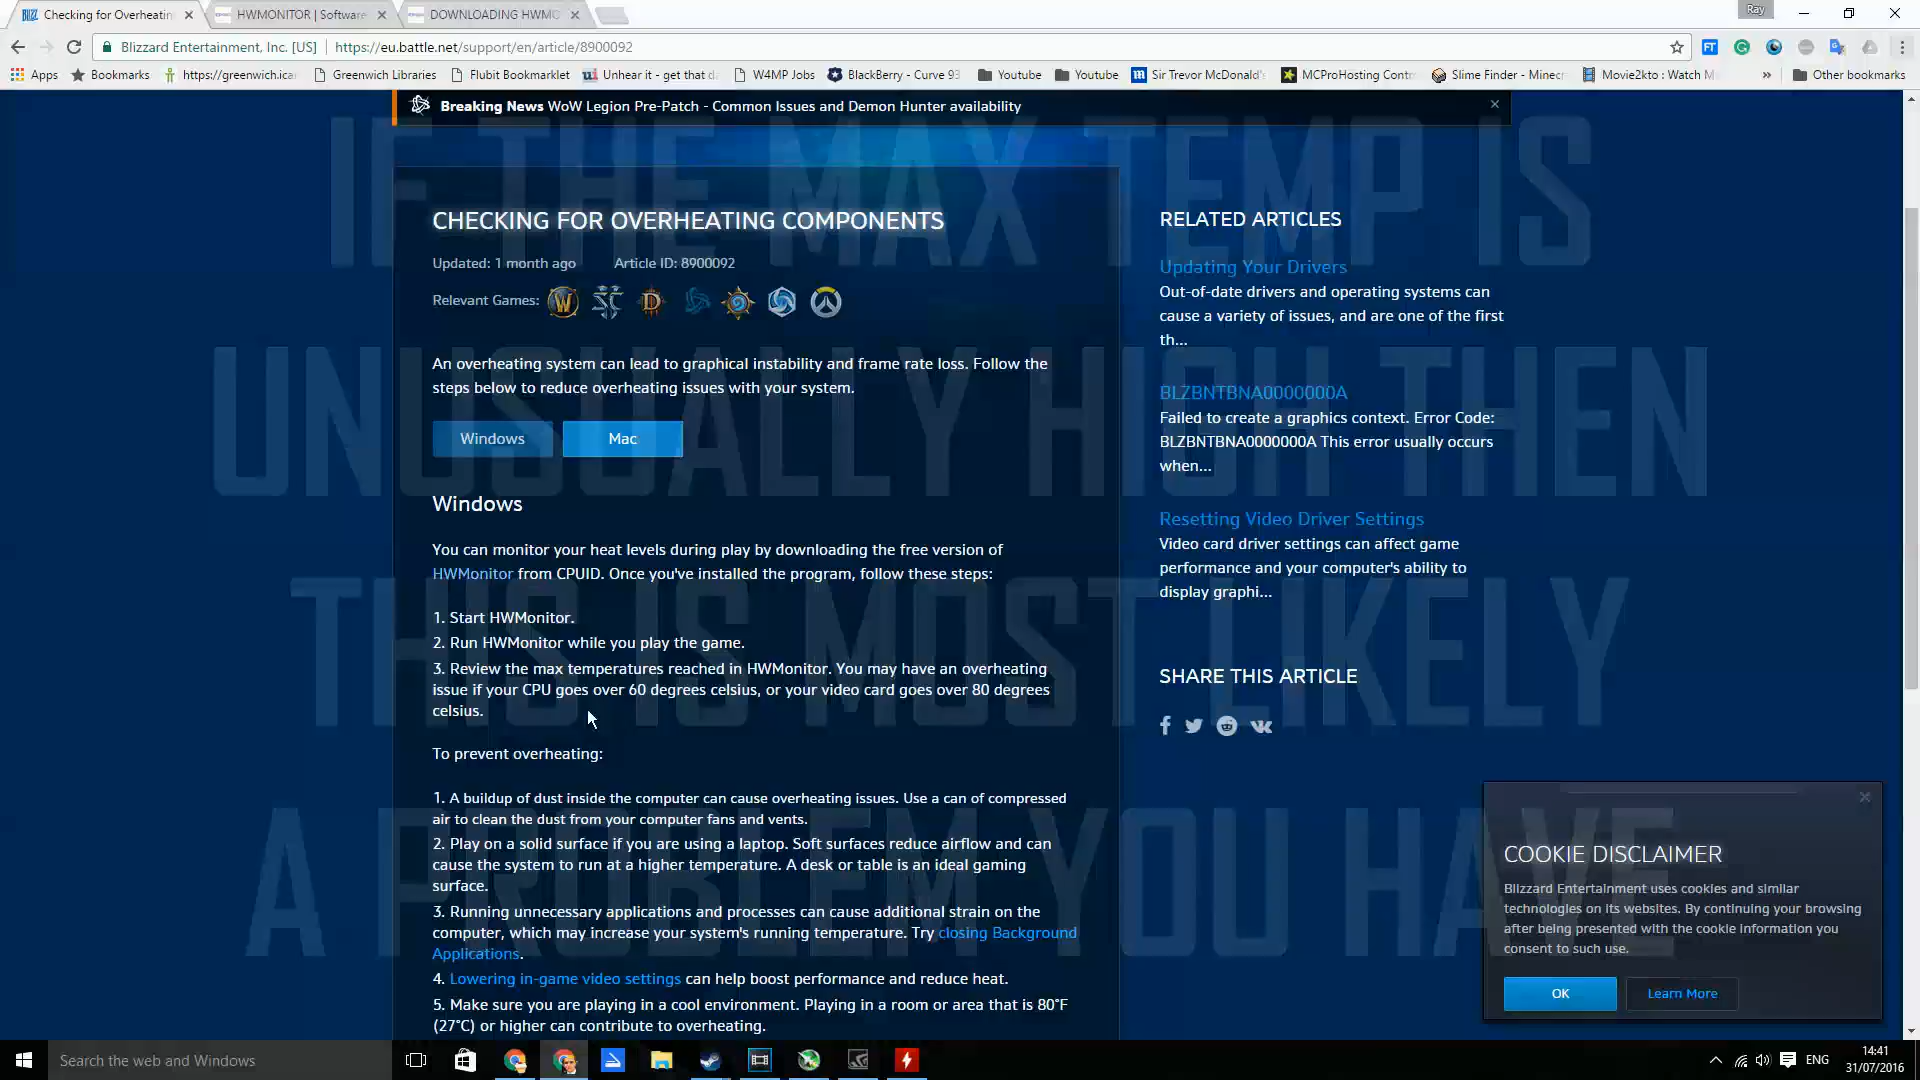 Checking for Overheatin
HWMONITOR | Software
DOWNLOADING HWMO
Ray
Blizzard Entertainment, Inc. [US]
https://eu.battle.net/support/en/article/8900092
Apps
Bookmarks
https://greenwich.ica
Greenwich Libraries
Flubit Bookmarklet
Unhear it - get that d
W4MP Jobs
BlackBerry - Curve 93
Youtube
Youtube
Sir Trevor McDonald's
MCProHosting Cont
Slime Finder - Minec
Movie2kto : Watch M
Other bookmarks
Breaking News WoW Legion Pre-Patch - Common Issues and Demon Hunter availability
IF THE MAX TEMP IS
UNUSUALLY HIGH THEN
THIS IS MOST LIKELY
A PROBLEM YOU HAVE
CHECKING FOR OVERHEATING COMPONENTS
Updated: 1 month ago
Article ID: 8900092
Relevant Games:
An overheating system can lead to graphical instability and frame rate loss. Follow the
steps below to reduce overheating issues with your system.
Windows
Mac
Windows
You can monitor your heat levels during play by downloading the free version of
HWMonitor from CPUID. Once you've installed the program, follow these steps:
1. Start HWMonitor.
2. Run HWMonitor while you play the game.
3. Review the max temperatures reached in HWMonitor. You may have an overheating
issue if your CPU goes over 60 degrees celsius, or your video card goes over 80 degrees
celsius.
To prevent overheating:
1. A buildup of dust inside the computer can cause overheating issues. Use a can of compressed
air to clean the dust from your computer fans and vents.
2. Play on a solid surface if you are using a laptop. Soft surfaces reduce airflow and can
cause the system to run at a higher temperature. A desk or table is an ideal gaming
surface.
3. Running unnecessary applications and processes can cause additional strain on the
computer, which may increase your system's running temperature. Try closing Background
Applications.
4. Lowering in-game video settings can help boost performance and reduce heat.
5. Make sure you are playing in a cool environment. Playing in a room or area that is 80°F
(27°C) or higher can contribute to overheating.
RELATED ARTICLES
Updating Your Drivers
Out-of-date drivers and operating systems can
cause a variety of issues, and are one of the first
th...
BLZBNTBNA0000000A
Failed to create a graphics context. Error Code:
BLZBNTBNA0000000A This error usually occurs
when...
Resetting Video Driver Settings
Video card driver settings can affect game
performance and your computer's ability to
display graphi...
SHARE THIS ARTICLE
COOKIE DISCLAIMER
Blizzard Entertainment uses cookies and similar
technologies on its websites. By continuing your browsing
after being presented with the cookie information you
consent to such use.
OK
Learn More
Search the web and Windows
ENG
14:41
31/07/2016